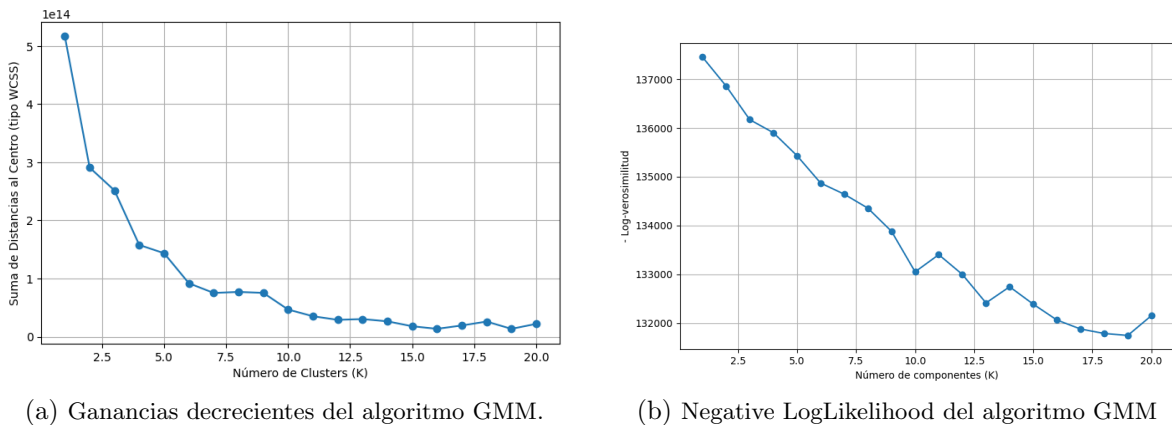 1e14
Suma de Distancias al Centro (tipo WCSS)
5
4
3
2
1
0
2.5 5.0 7.5 10.0 12.5 15.0 17.5 20.0
Número de Clusters (K)
(a) Ganancias decrecientes del algoritmo GMM.
- Log-verosimilitud
137000
136000
135000
134000
133000
132000
2.5 5.0 7.5 10.0 12.5 15.0 17.5 20.0
Número de componentes (K)
(b) Negative LogLikelihood del algoritmo GMM